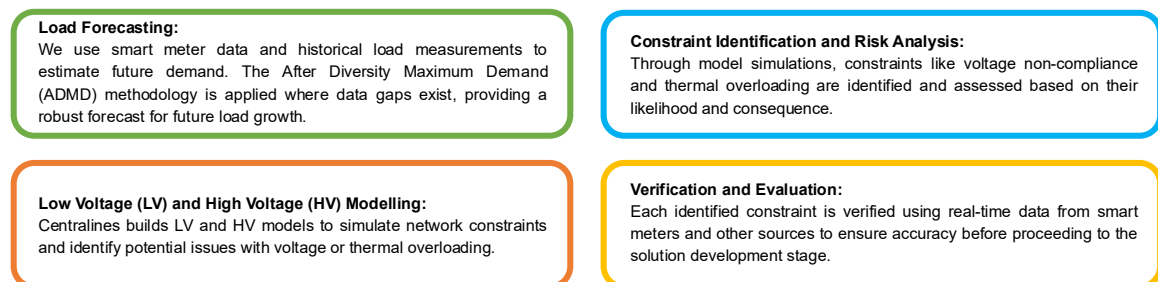 Load Forecasting:
We use smart meter data and historical load measurements to
estimate future demand. The After Diversity Maximum Demand
(ADMD) methodology is applied where data gaps exist, providing a
robust forecast for future load growth.
Constraint Identification and Risk Analysis:
Through model simulations, constraints like voltage non-compliance
and thermal overloading are identified and assessed based on their
likelihood and consequence.
Low Voltage (LV) and High Voltage (HV) Modelling:
Centralines builds LV and HV models to simulate network constraints
and identify potential issues with voltage or thermal overloading.
Verification and Evaluation:
Each identified constraint is verified using real-time data from smart
meters and other sources to ensure accuracy before proceeding to the
solution development stage.